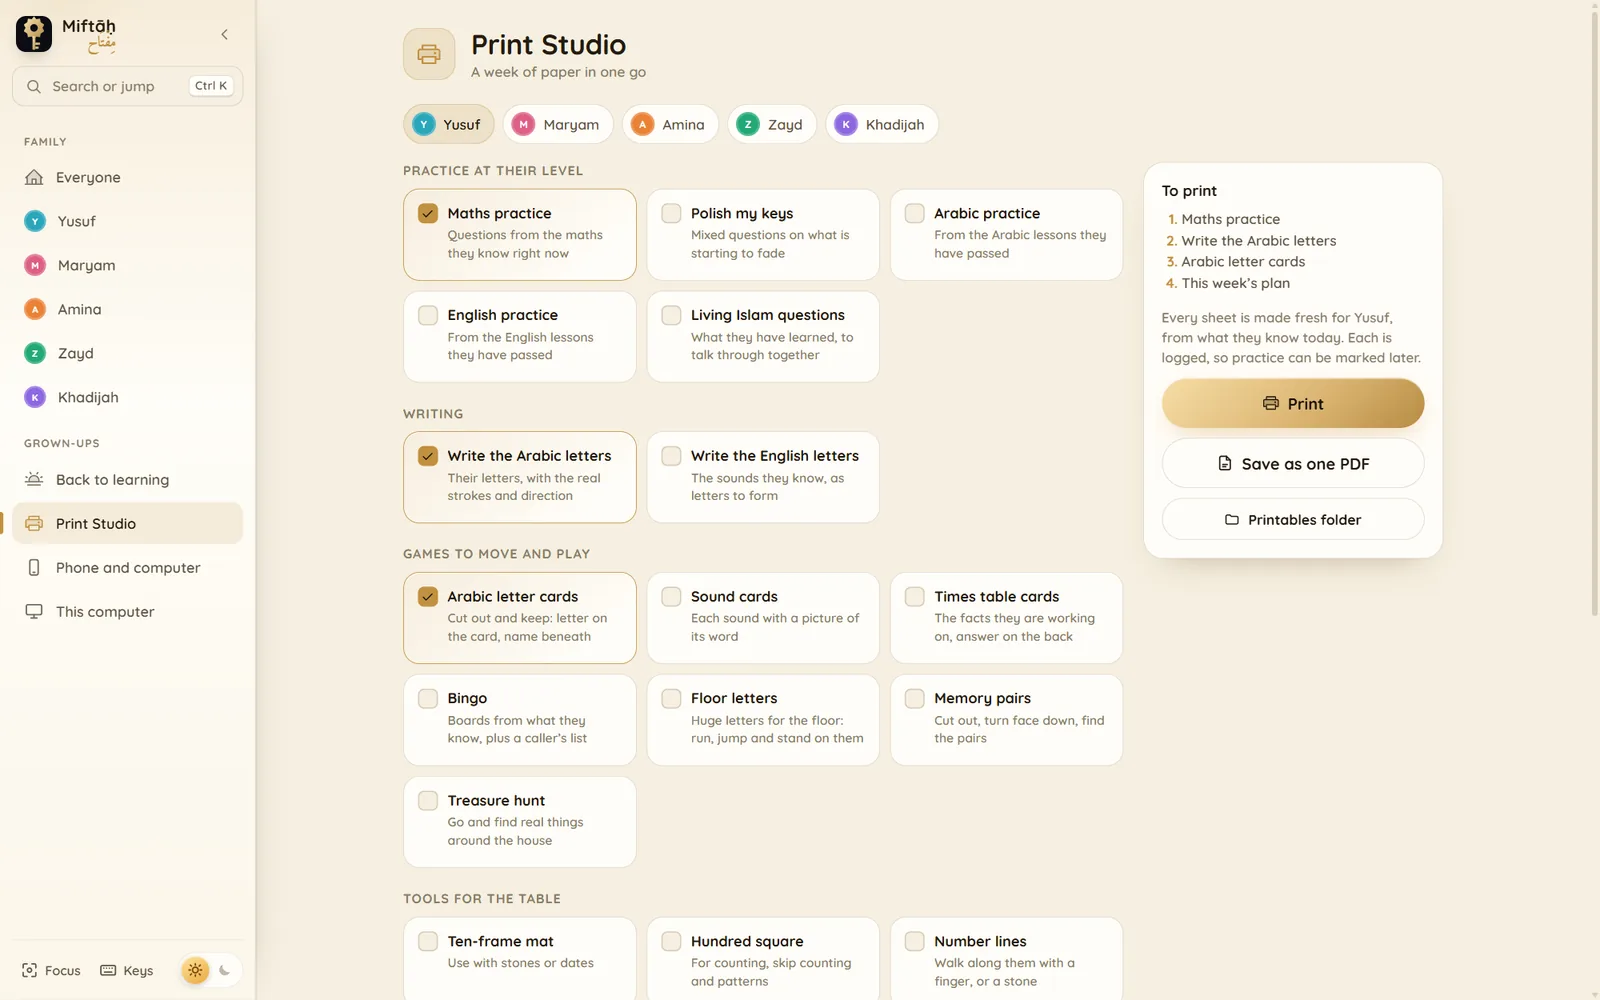 Miftāḥ
مِفتاح
Search or jump
Ctrl K
FAMILY
Everyone
Y
Yusuf
M
Maryam
A
Amina
Z
Zayd
K
Khadijah
GROWN-UPS
Back to learning
Print Studio
Phone and computer
This computer
Focus
Keys
Print Studio
A week of paper in one go
Y
Yusuf
M
Maryam
A
Amina
Z
Zayd
K
Khadijah
PRACTICE AT THEIR LEVEL
Maths practice
Questions from the maths
they know right now
Polish my keys
Mixed questions on what is
starting to fade
Arabic practice
From the Arabic lessons they
have passed
English practice
From the English lessons
they have passed
Living Islam questions
What they have learned, to
talk through together
WRITING
Write the Arabic letters
Their letters, with the real
strokes and direction
Write the English letters
The sounds they know, as
letters to form
GAMES TO MOVE AND PLAY
Arabic letter cards
Cut out and keep: letter on
the card, name beneath
Sound cards
Each sound with a picture of
its word
Times table cards
The facts they are working
on, answer on the back
Bingo
Boards from what they
know, plus a caller's list
Floor letters
Huge letters for the floor:
run, jump and stand on them
Memory pairs
Cut out, turn face down, find
the pairs
Treasure hunt
Go and find real things
around the house
TOOLS FOR THE TABLE
Ten-frame mat
Use with stones or dates
Hundred square
For counting, skip counting
and patterns
Number lines
Walk along them with a
finger, or a stone
To print
1. Maths practice
2. Write the Arabic letters
3. Arabic letter cards
4. This week's plan
Every sheet is made fresh for Yusuf,
from what they know today. Each is
logged, so practice can be marked later.
Print
Save as one PDF
Printables folder